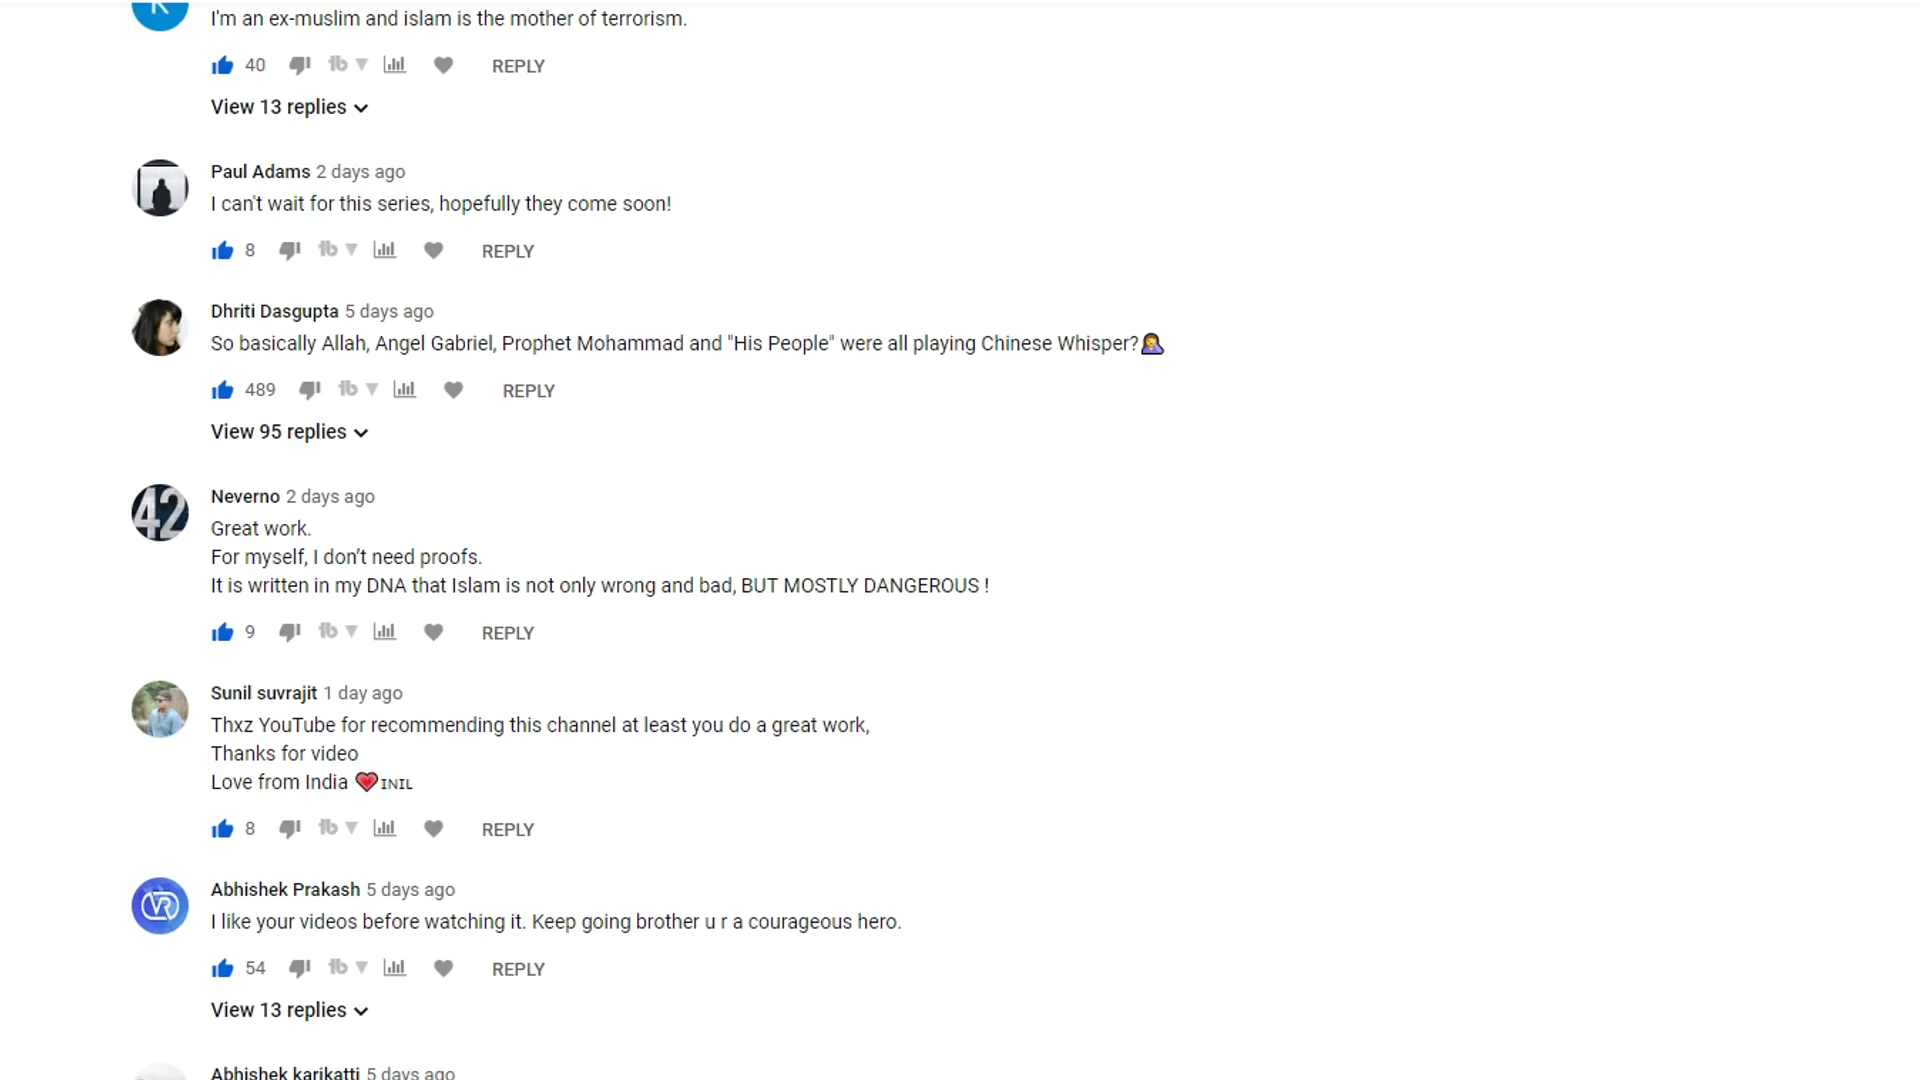 I'm an ex-muslim and islam is the mother of terrorism.
40 REPLY
View 13 replies
Paul Adams 2 days ago
I can't wait for this series, hopefully they come soon!
8 REPLY
Dhriti Dasgupta 5 days ago
So basically Allah, Angel Gabriel, Prophet Mohammad and "His People" were all playing Chinese Whisper?🤦‍♀️
489 REPLY
View 95 replies
42
Neverno 2 days ago
Great work.
For myself, I don’t need proofs.
It is written in my DNA that Islam is not only wrong and bad, BUT MOSTLY DANGEROUS !
9 REPLY
Sunil suvrajit 1 day ago
Thxz YouTube for recommending this channel at least you do a great work,
Thanks for video
Love from India ❤️ɪɴɪʟ
8 REPLY
VR
Abhishek Prakash 5 days ago
I like your videos before watching it. Keep going brother u r a courageous hero.
54 REPLY
View 13 replies
Abhishek karikatti 5 days ago